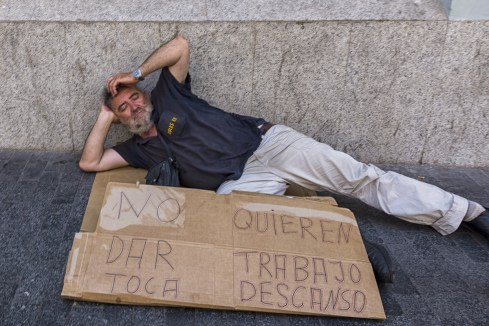 NO QUIEREN
DAR TRABAJO
TOCA DESCANSO